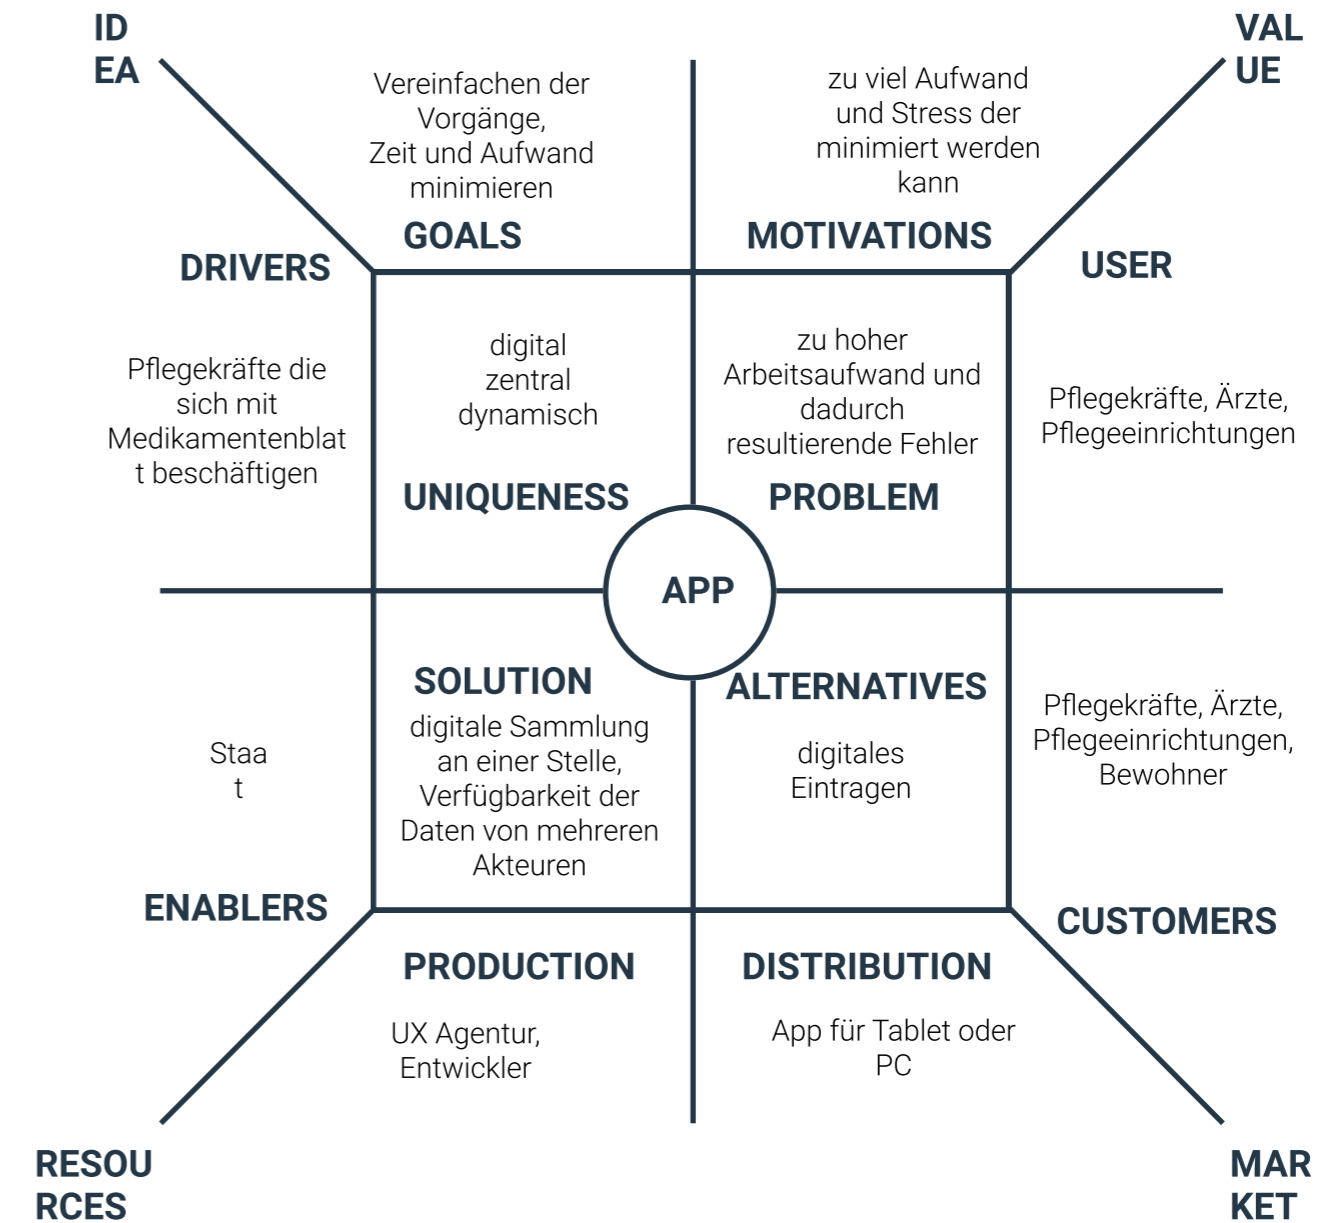 ID
EA
VAL
UE
Vereinfachen der
Vorgänge,
Zeit und Aufwand
minimieren
GOALS
zu viel Aufwand
und Stress der
minimiert werden
kann
MOTIVATIONS
DRIVERS
Pflegekräfte die
sich mit
Medikamentenblat
t beschäftigen
digital
zentral
dynamisch
UNIQUENESS
zu hoher
Arbeitsaufwand und
dadurch
resultierende Fehler
PROBLEM
USER
Pflegekräfte, Ärzte,
Pflegeeinrichtungen
APP
Staa
t
ENABLERS
SOLUTION
digitale Sammlung
an einer Stelle,
Verfügbarkeit der
Daten von mehreren
Akteuren
ALTERNATIVES
digitales
Eintragen
Pflegekräfte, Ärzte,
Pflegeeinrichtungen,
Bewohner
CUSTOMERS
PRODUCTION
UX Agentur,
Entwickler
DISTRIBUTION
App für Tablet oder
PC
RESOU
RCES
MAR
KET